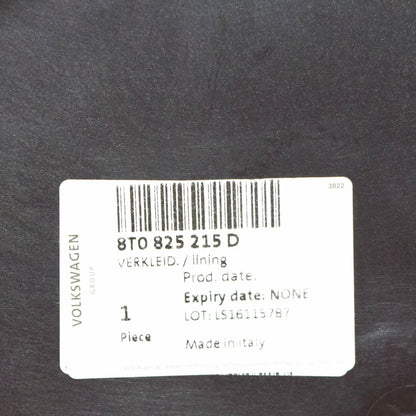 3822
VOLKSWAGEN
GROUP
8T0 825 215 D
VERKLEID. / lining
Prod. date:
Expiry date: NONE
1
LOT: LS16115787
Piece
Made in Italy